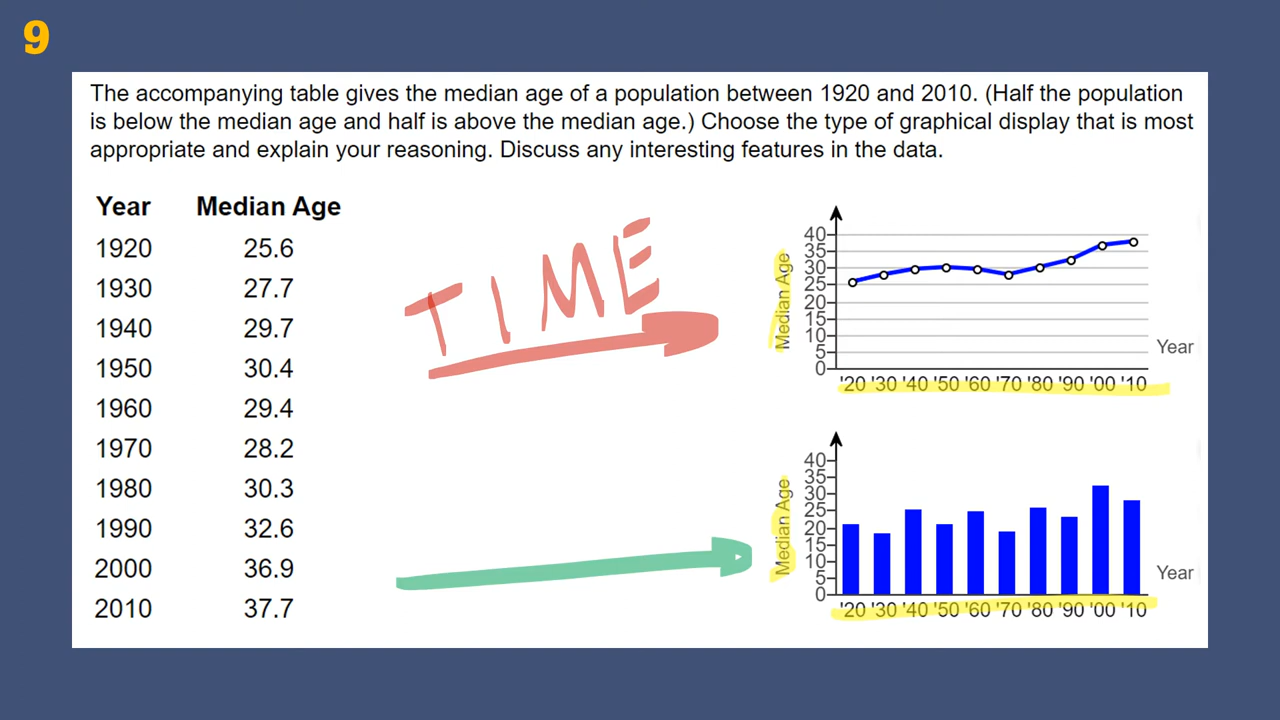 9
The accompanying table gives the median age of a population between 1920 and 2010. (Half the population
is below the median age and half is above the median age.) Choose the type of graphical display that is most
appropriate and explain your reasoning. Discuss any interesting features in the data.
Year Median Age
1920 25.6
1930 27.7
1940 29.7
1950 30.4
1960 29.4
1970 28.2
1980 30.3
1990 32.6
2000 36.9
2010 37.7
TIME
Median Age
40
35
30
25
20
15
10
5
0
Year
'20 '30 '40 '50 '60 '70 '80 '90 '00 '10
Median Age
40
35
30
25
20
15
10
5
0
Year
'20 '30 '40 '50 '60 '70 '80 '90 '00 '10